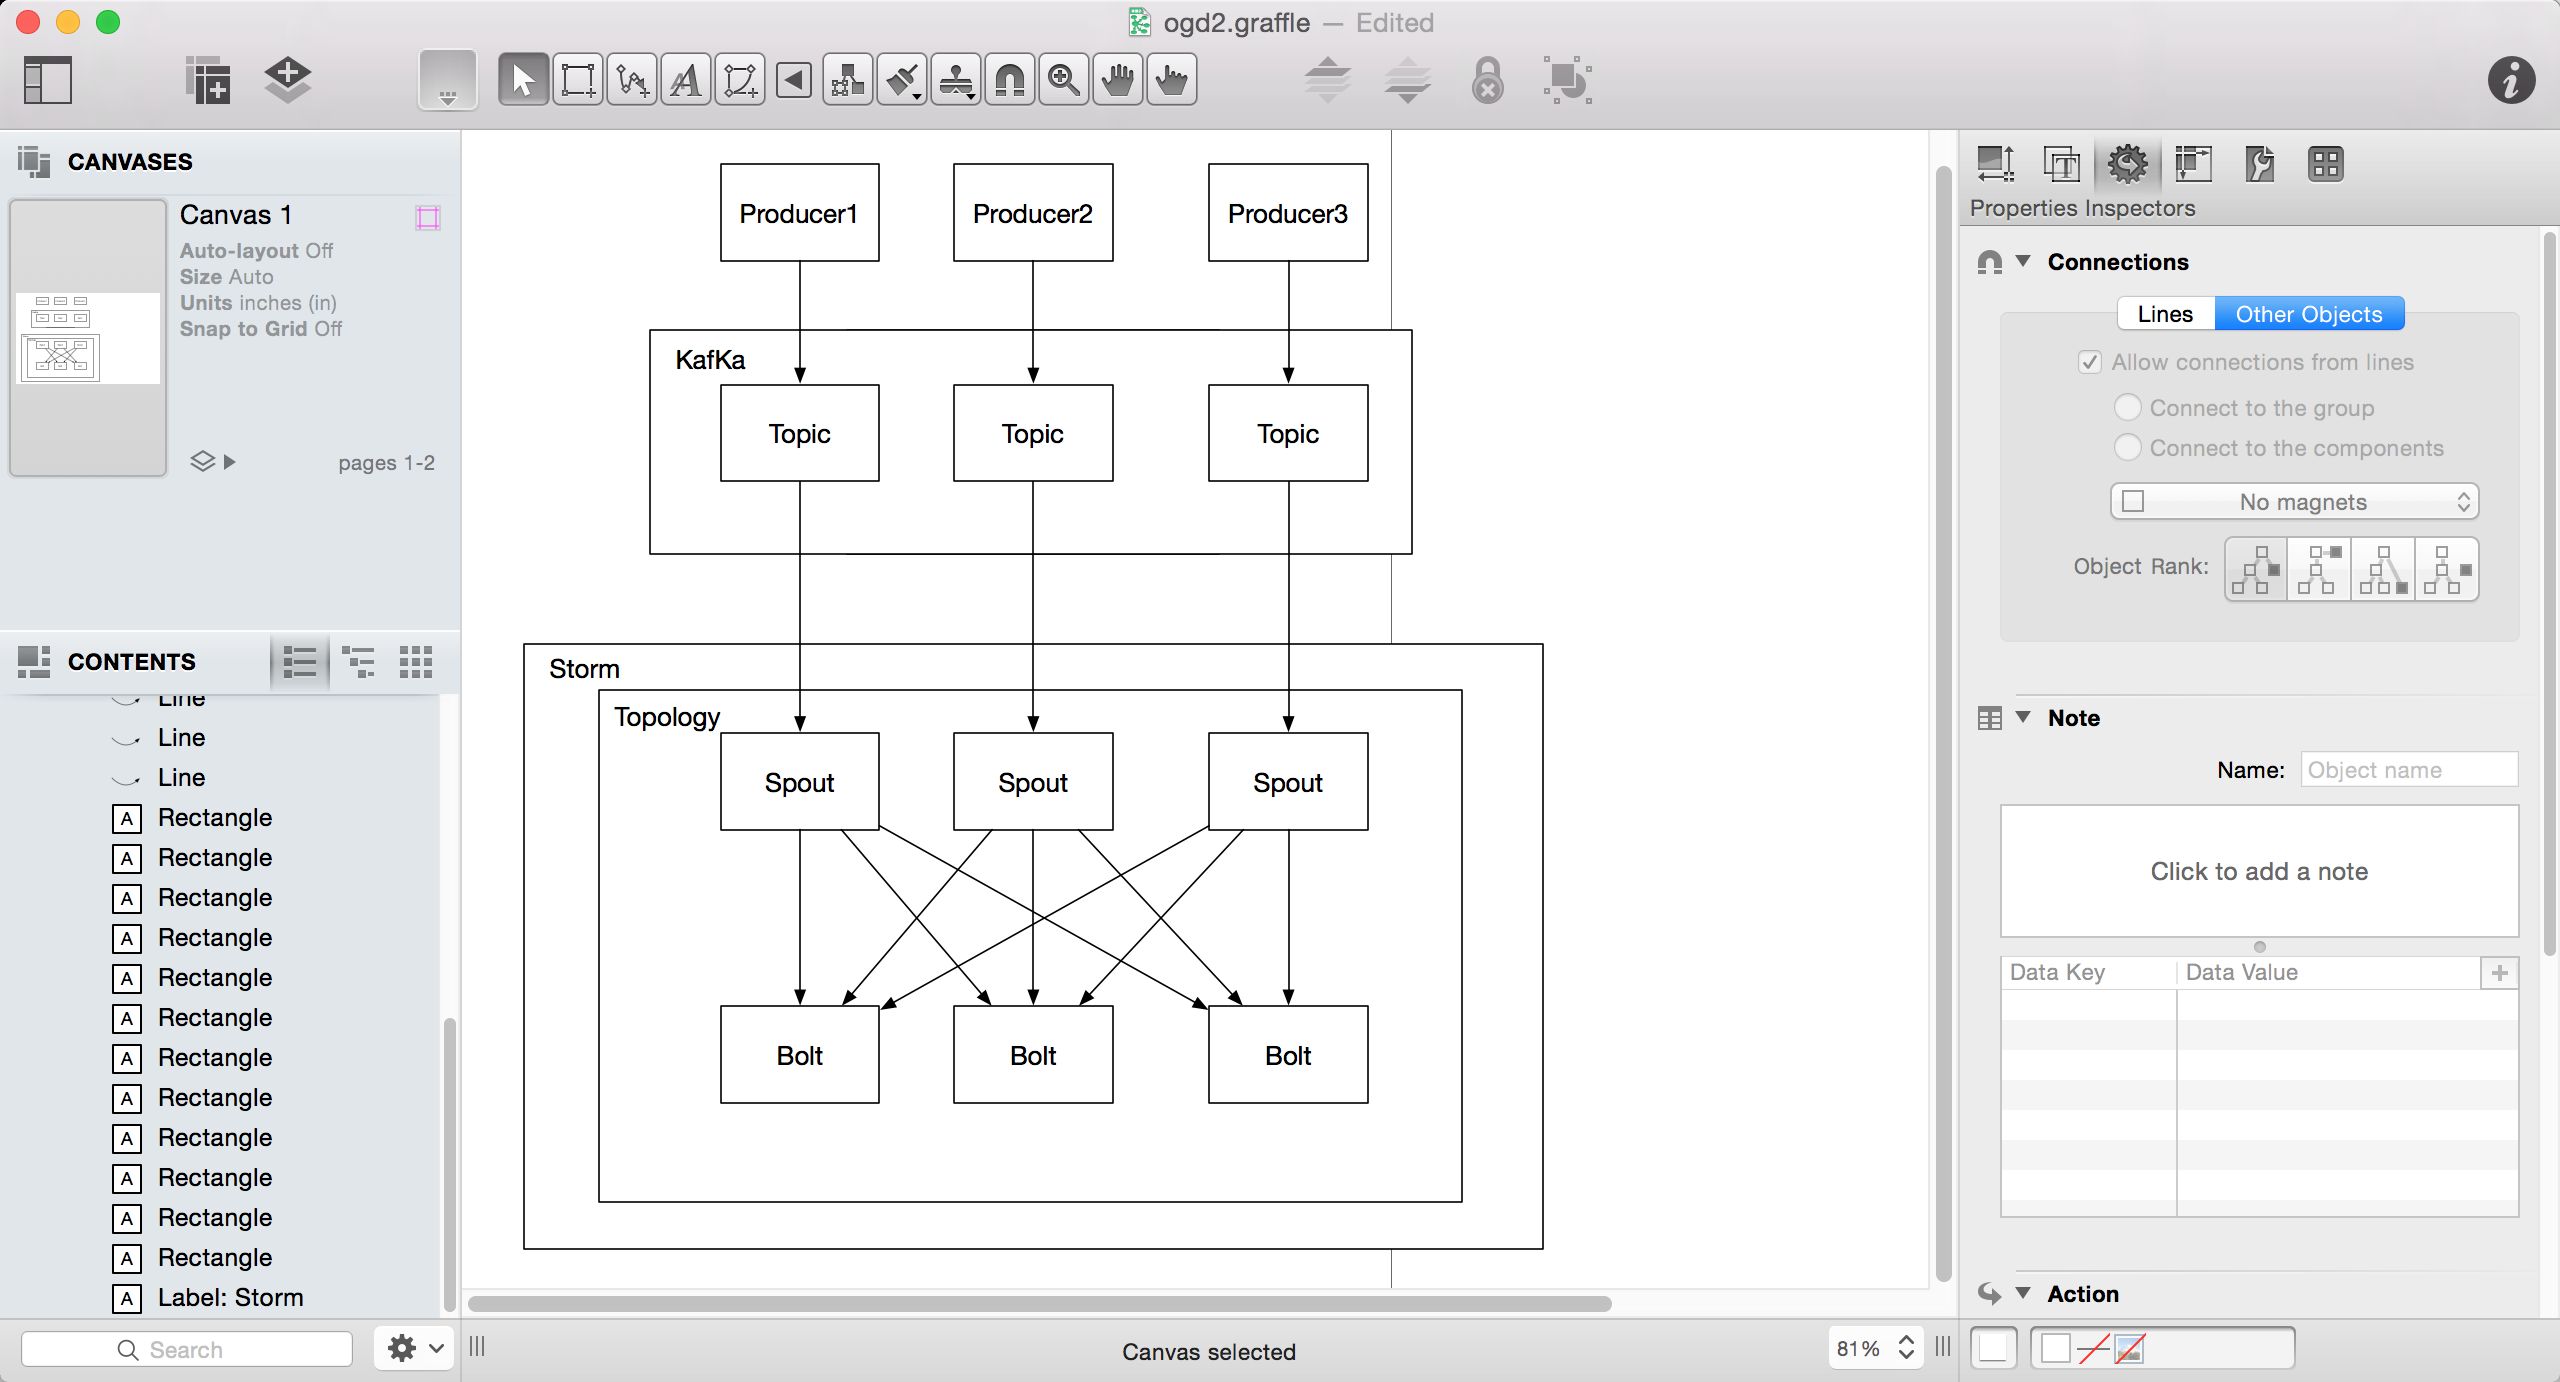 ogd2.graffle — Edited
CANVASES
Canvas 1
Auto-layout Off
Size Auto
Units inches (in)
Snap to Grid Off
pages 1-2
CONTENTS
Line
Line
Line
A Rectangle
A Rectangle
A Rectangle
A Rectangle
A Rectangle
A Rectangle
A Rectangle
A Rectangle
A Rectangle
A Rectangle
A Rectangle
A Rectangle
A Label: Storm
Search
Producer1 Producer2 Producer3
KafKa
Topic Topic Topic
Storm
Topology
Spout Spout Spout
Bolt Bolt Bolt
Canvas selected
81%
Properties Inspectors
Connections
Lines Other Objects
Allow connections from lines
Connect to the group
Connect to the components
No magnets
Object Rank:
Note
Name: Object name
Click to add a note
Data Key Data Value
Action